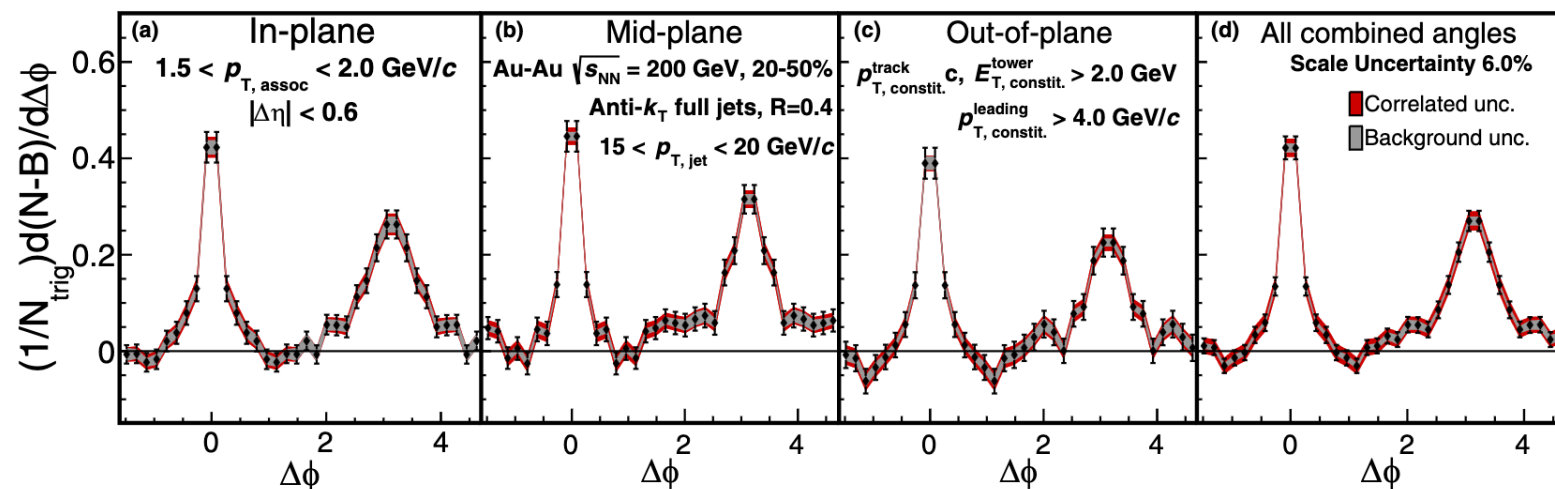 (1/N_trig)d(N-B)/dΔϕ
0.6
0.4
0.2
0
(a) In-plane
1.5 < p_T, assoc < 2.0 GeV/c
|Δη| < 0.6
0 2 4
Δϕ
(b) Mid-plane
Au-Au √s_NN = 200 GeV, 20-50%
Anti-k_T full jets, R=0.4
15 < p_T, jet < 20 GeV/c
0 2 4
Δϕ
(c) Out-of-plane
p_T, constit.^track c, E_T, constit.^tower > 2.0 GeV
p_T, constit.^leading > 4.0 GeV/c
0 2 4
Δϕ
(d) All combined angles
Scale Uncertainty 6.0%
Correlated unc.
Background unc.
0 2 4
Δϕ